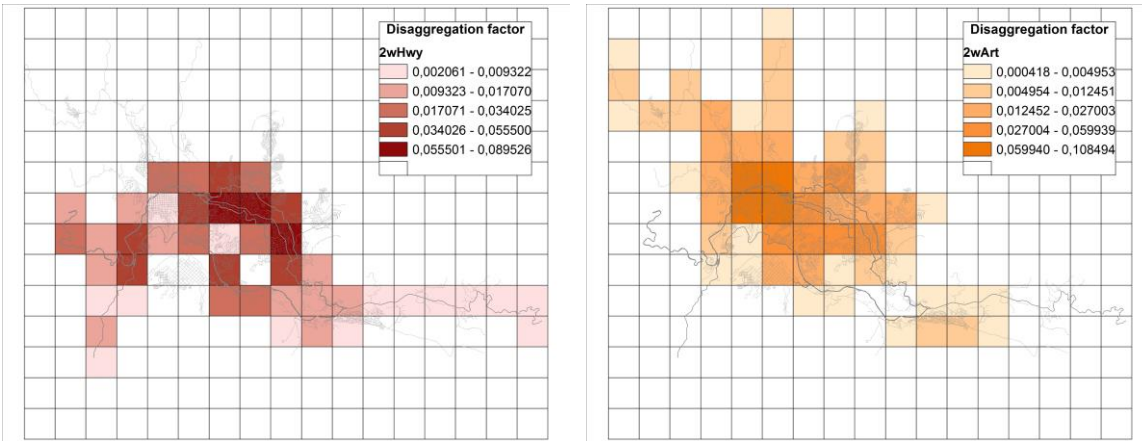 Disaggregation factor
2wHwy
0,002061 - 0,009322
0,009323 - 0,017070
0,017071 - 0,034025
0,034026 - 0,055500
0,055501 - 0,089526
Disaggregation factor
2wArt
0,000418 - 0,004953
0,004954 - 0,012451
0,012452 - 0,027003
0,027004 - 0,059939
0,059940 - 0,108494